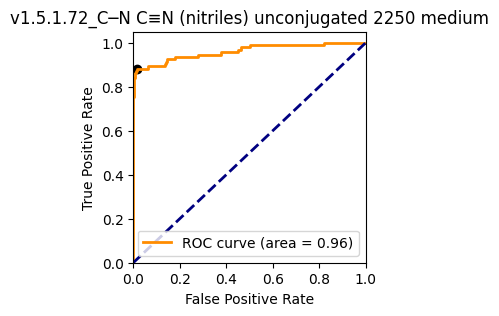 v1.5.1.72_C─N C≡N (nitriles) unconjugated 2250 medium
1.0
0.8
0.6
0.4
0.2
0.0
True Positive Rate
ROC curve (area = 0.96)
0.0 0.2 0.4 0.6 0.8 1.0
False Positive Rate